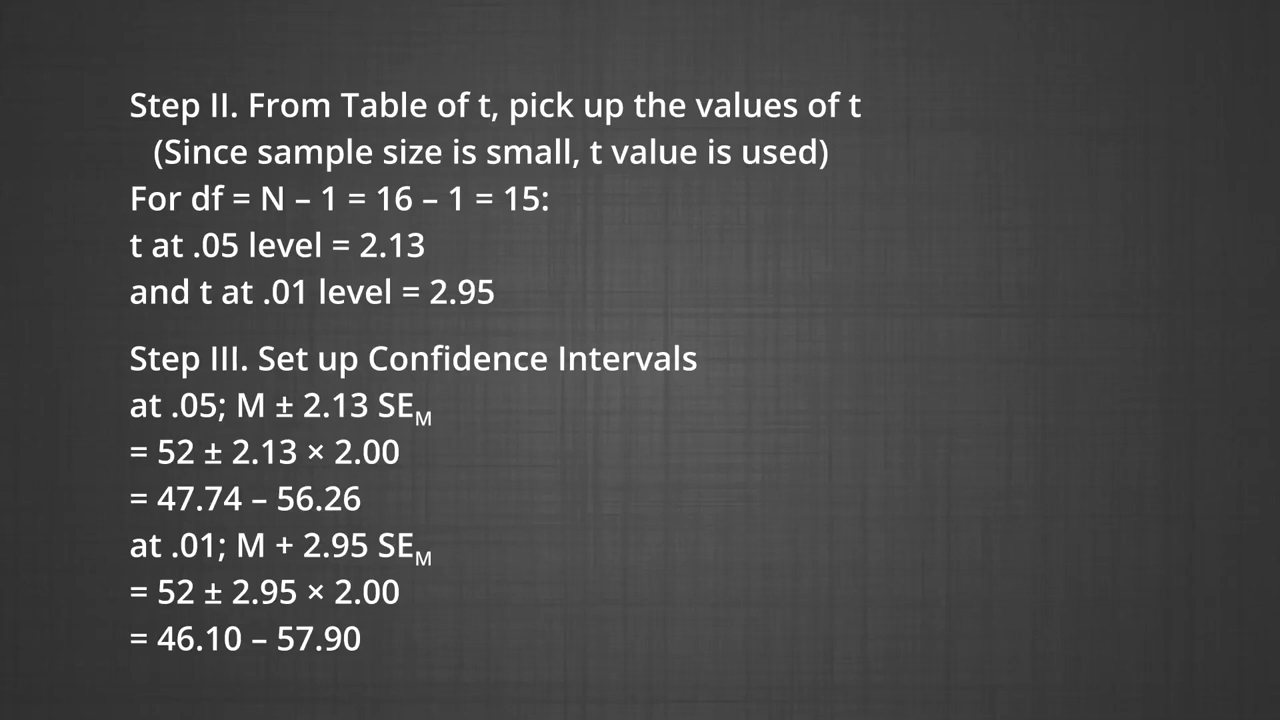 Step II. From Table of t, pick up the values of t
(Since sample size is small, t value is used)
For df = N – 1 = 16 – 1 = 15:
t at .05 level = 2.13
and t at .01 level = 2.95
Step III. Set up Confidence Intervals
at .05; M ± 2.13 SE_M
= 52 ± 2.13 × 2.00
= 47.74 – 56.26
at .01; M + 2.95 SE_M
= 52 ± 2.95 × 2.00
= 46.10 – 57.90